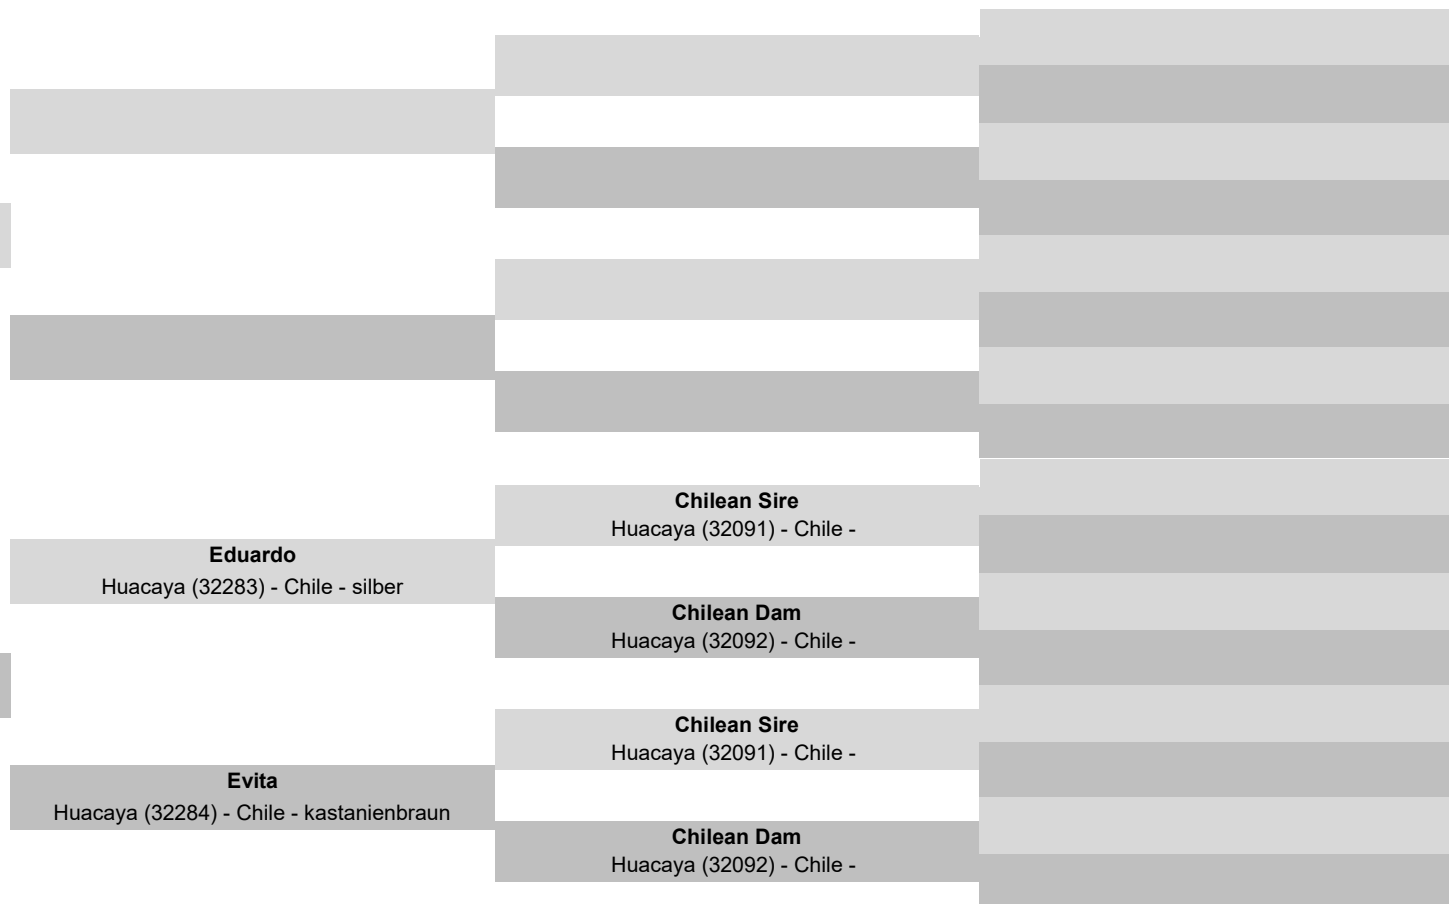 Chilean Sire
Huacaya (32091) - Chile -
Eduardo
Huacaya (32283) - Chile - silber
Chilean Dam
Huacaya (32092) - Chile -
Chilean Sire
Huacaya (32091) - Chile -
Evita
Huacaya (32284) - Chile - kastanienbraun
Chilean Dam
Huacaya (32092) - Chile -